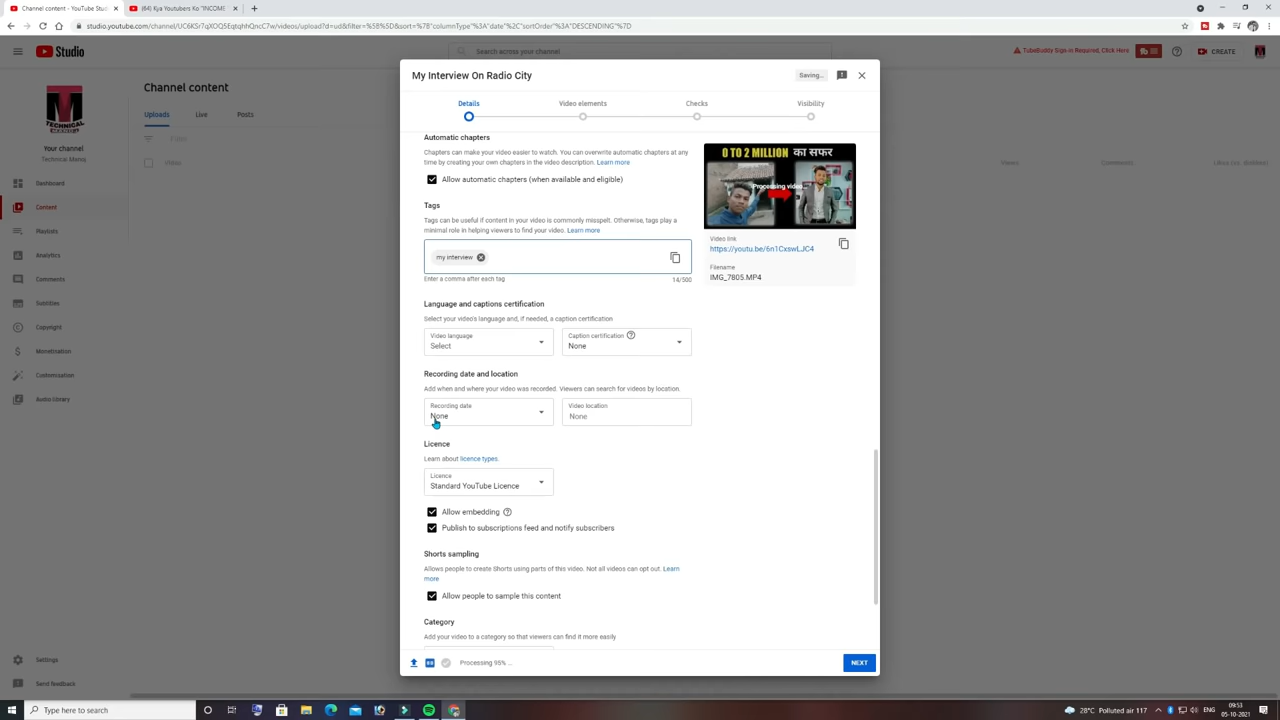 Channel content - YouTube Stud
(64) Kya Youtubers Ko "INCOME
studio.youtube.com/channel/UC6KSr7qXOQ5EqtqhhQncC7w/videos/upload?d=ud&filter=%5B%5D&sort=%7B"columnType"%3A"date"%2C"sortOrder"%3A"DESCENDING"%7D
Studio
Search across your channel
TubeBuddy Sign-in Required, Click Here
CREATE
TECHNICAL
Your channel
Technical Maniq
Dashboard
Content
Playlists
Analytics
Comments
Subtitles
Copyright
Monetisation
Customisation
Audio library
Settings
Send feedback
Channel content
Uploads Live Posts
Filter
Video Views Comments Likes (vs. dislikes)
My Interview On Radio City
Saving...
Details Video elements Checks Visibility
Automatic chapters
Chapters can make your video easier to watch. You can overwrite automatic chapters at any
time by creating your own chapters in the video description. Learn more
Allow automatic chapters (when available and eligible)
Tags
Tags can be useful if content in your video is commonly misspelt. Otherwise, tags play a
minimal role in helping viewers to find your video. Learn more
my interview
Enter a comma after each tag 14/500
Language and captions certification
Select your video's language and, if needed, a caption certification
Video language
Select
Caption certification
None
Recording date and location
Add when and where your video was recorded. Viewers can search for videos by location.
Recording date
None
Video location
None
Licence
Learn about licence types.
Licence
Standard YouTube Licence
Allow embedding
Publish to subscriptions feed and notify subscribers
Shorts sampling
Allows people to create Shorts using parts of this video. Not all videos can opt out. Learn
more
Allow people to sample this content
Category
Add your video to a category so that viewers can find it more easily
0 TO 2 MILLION का सफर
Processing video...
Video link
https://youtu.be/6n1CxswLJC4
Filename
IMG_7805.MP4
Processing 95% ...
NEXT
Type here to search
28°C Polluted air 117
ENG
09:53
05-10-2021